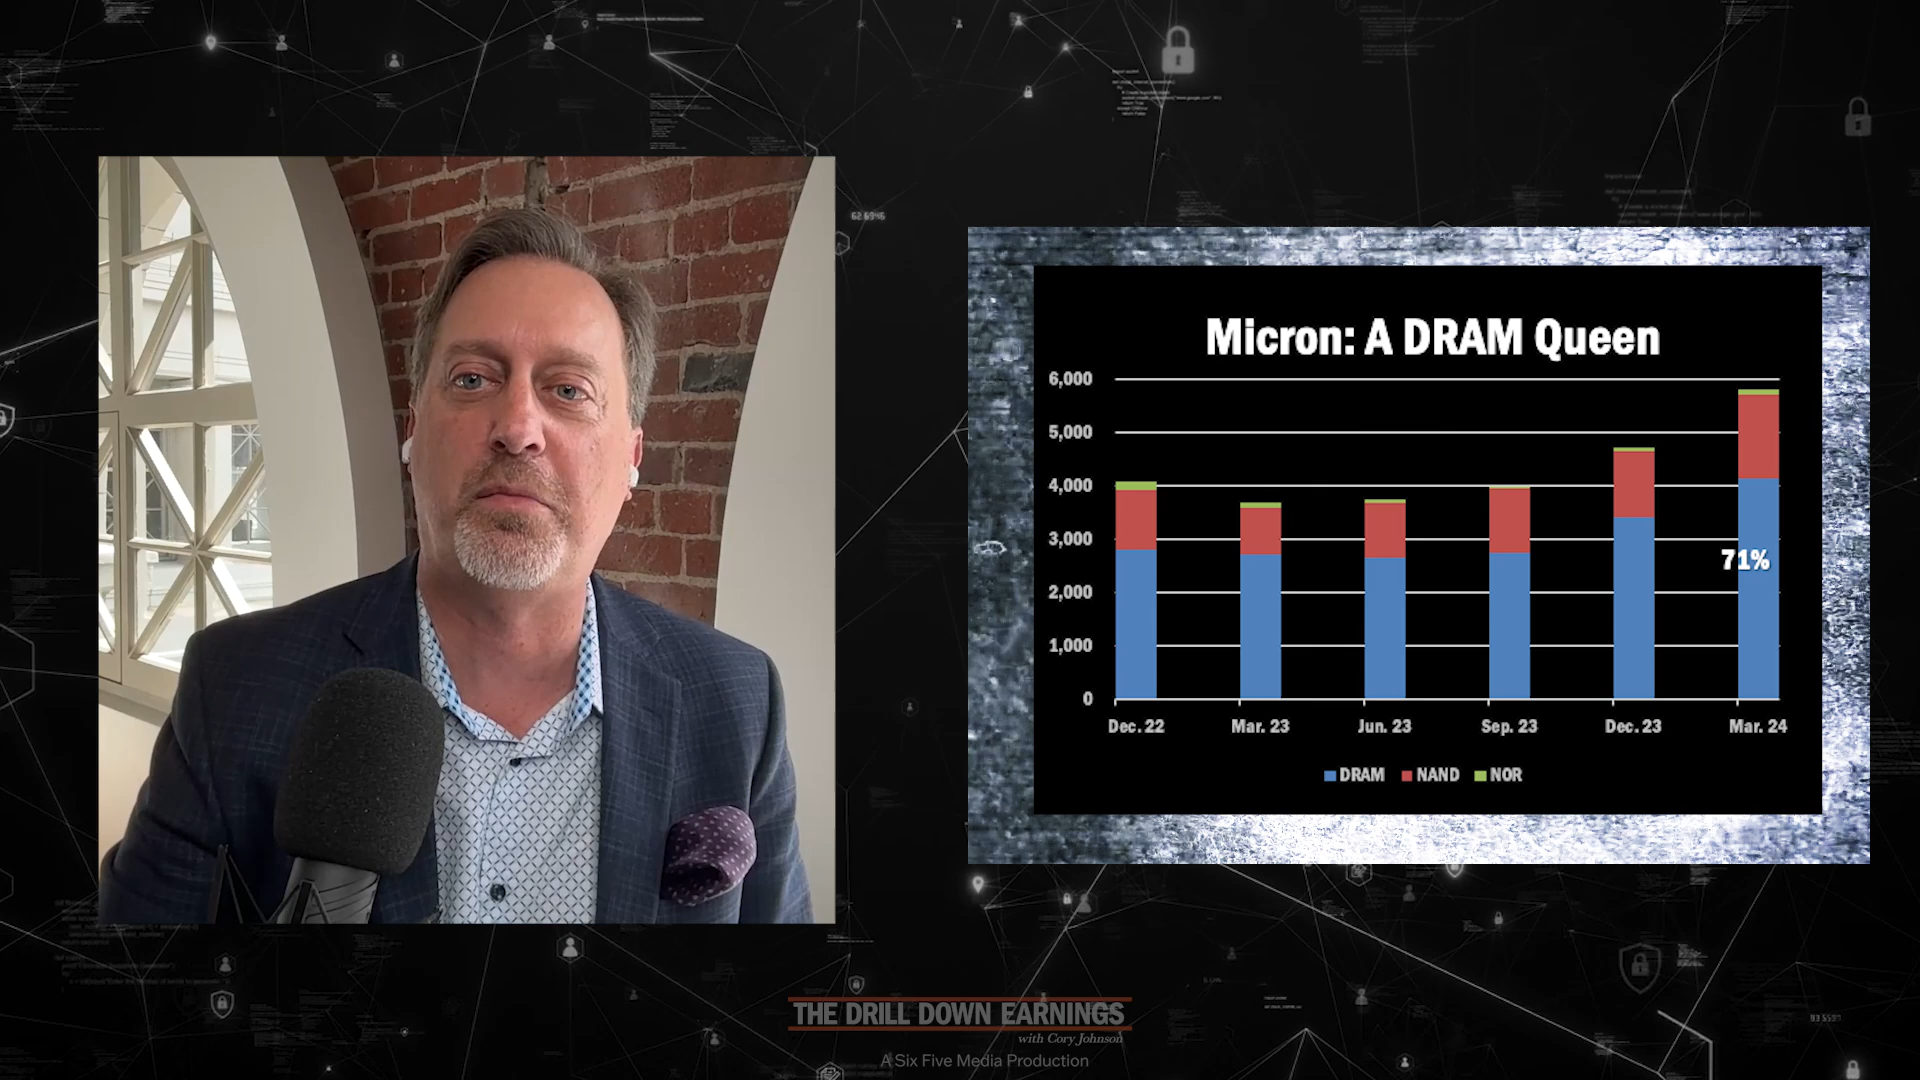 62.6945
Micron: A DRAM Queen
6,000
5,000
4,000
3,000
2,000
1,000
0
71%
Dec. 22 Mar. 23 Jun. 23 Sep. 23 Dec. 23 Mar. 24
DRAM NAND NOR
THE DRILL DOWN EARNINGS
with Cory Johnson
A Six Five Media Production